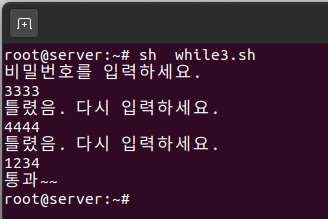 root@server:~# sh  while3.sh
비밀번호를 입력하세요.
3333
틀렸음. 다시 입력하세요.
4444
틀렸음. 다시 입력하세요.
1234
통과~~
root@server:~#